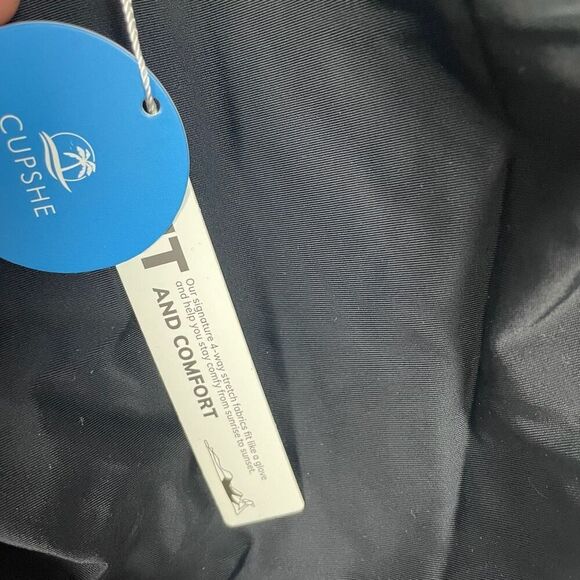 CUPSHE
AND COMFORT
Our signature 4-way stretch fabrics fit like a glove
and help you stay comfy from sunrise to sunset.